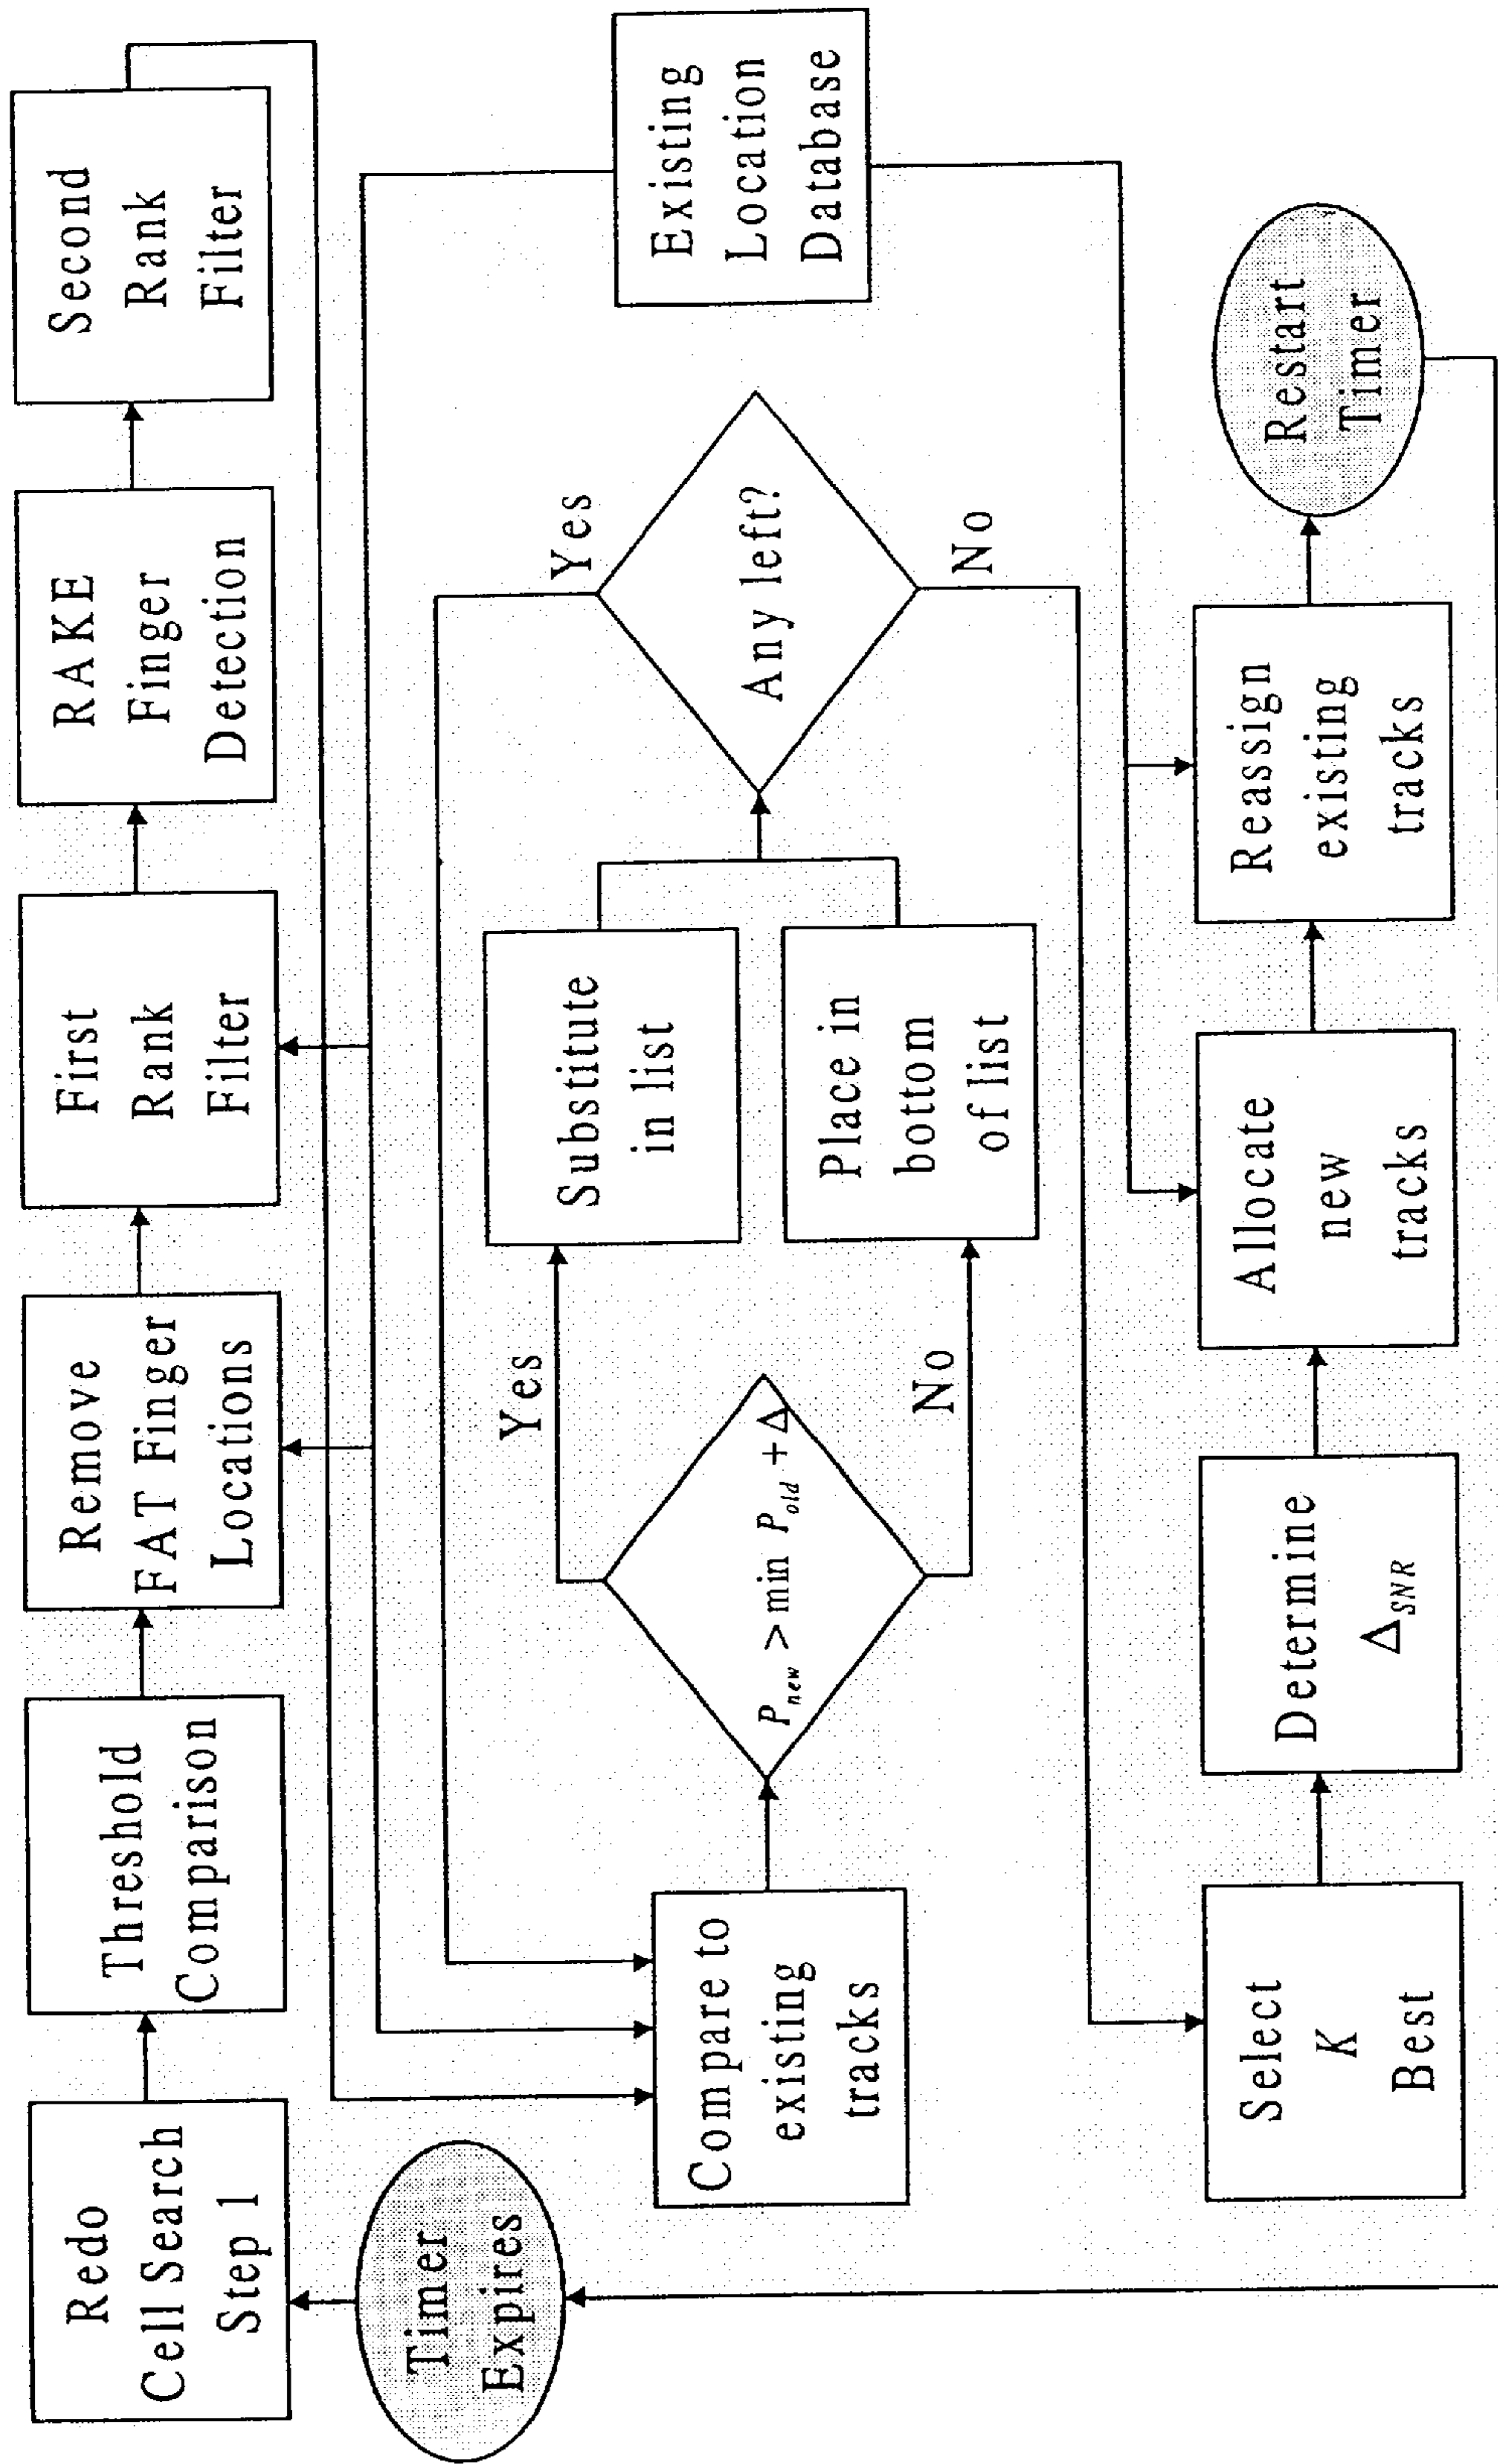 Redo
Cell Search
Step 1
Threshold
Comparison
Remove
FAT Finger
Locations
First
Rank
Filter
RAKE
Finger
Detection
Second
Rank
Filter
Timer
Expires
Compare to
existing
tracks
P_new > min P_old + Δ
Yes
No
Substitute
in list
Place in
bottom
of list
Any left?
Yes
No
Existing
Location
Database
Select
K
Best
Determine
Δ_SNR
Allocate
new
tracks
Reassign
existing
tracks
Restart
Timer